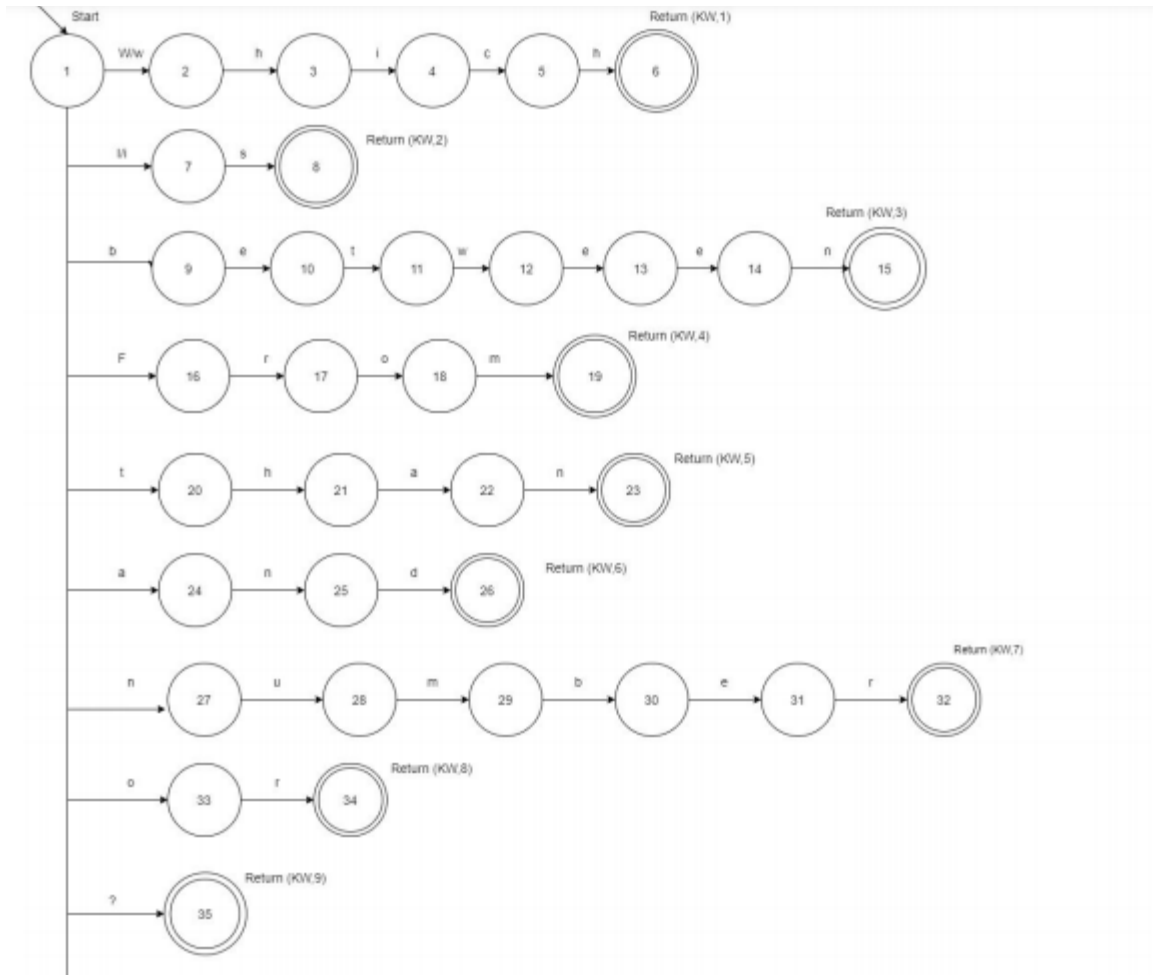 Start
Return (KW,1)
W/w h i c h
1 2 3 4 5 6
Return (KW,2)
I/i s
7 8
Return (KW,3)
b e t w e e n
9 10 11 12 13 14 15
Return (KW,4)
F r o m
16 17 18 19
Return (KW,5)
t h a n
20 21 22 23
Return (KW,6)
a n d
24 25 26
Return (KW,7)
n u m b e r
27 28 29 30 31 32
Return (KW,8)
o r
33 34
Return (KW,9)
?
35